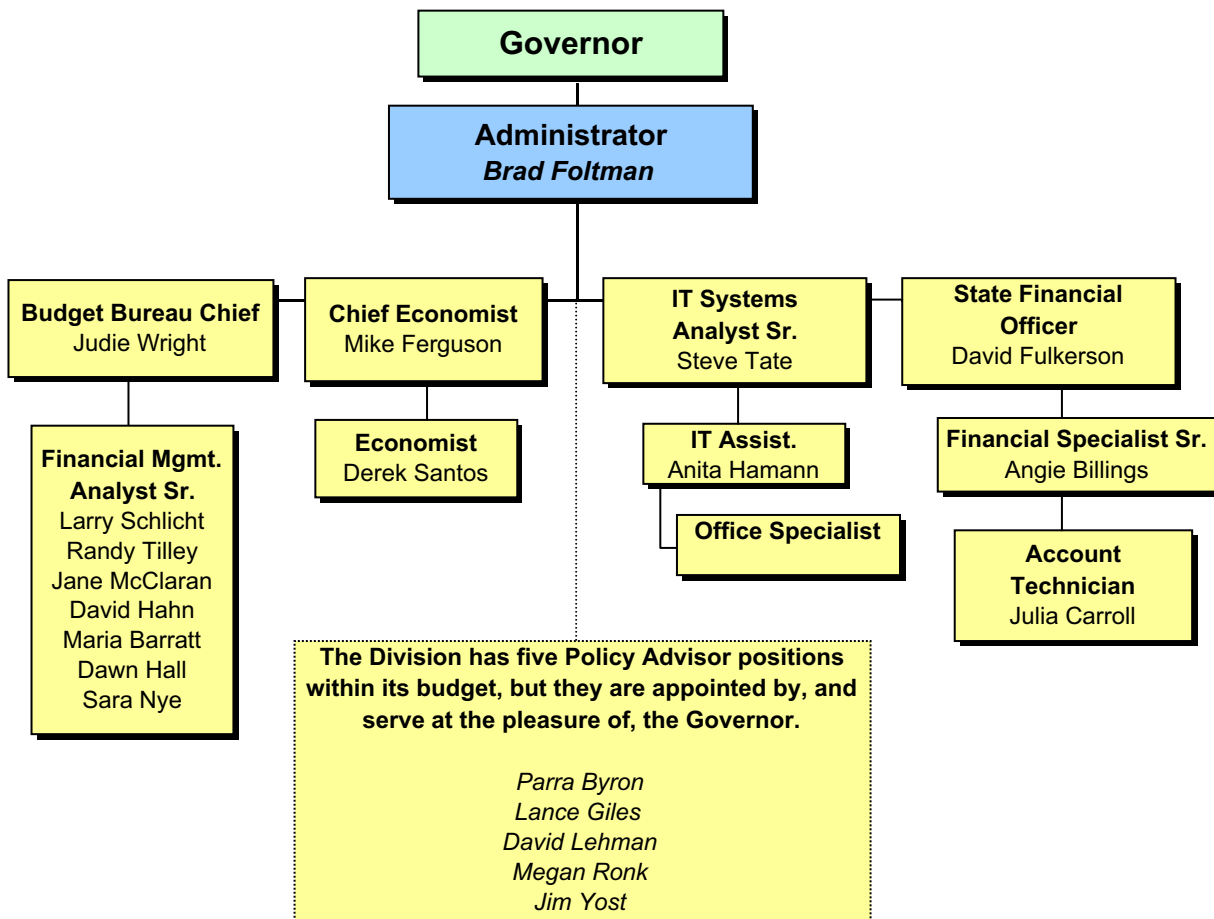 Governor
Administrator
Brad Foltman
Budget Bureau Chief
Judie Wright
Chief Economist
Mike Ferguson
IT Systems
Analyst Sr.
Steve Tate
State Financial
Officer
David Fulkerson
Financial Mgmt.
Analyst Sr.
Larry Schlicht
Randy Tilley
Jane McClaran
David Hahn
Maria Barratt
Dawn Hall
Sara Nye
Economist
Derek Santos
IT Assist.
Anita Hamann
Office Specialist
Financial Specialist Sr.
Angie Billings
Account
Technician
Julia Carroll
The Division has five Policy Advisor positions
within its budget, but they are appointed by, and
serve at the pleasure of, the Governor.
Parra Byron
Lance Giles
David Lehman
Megan Ronk
Jim Yost